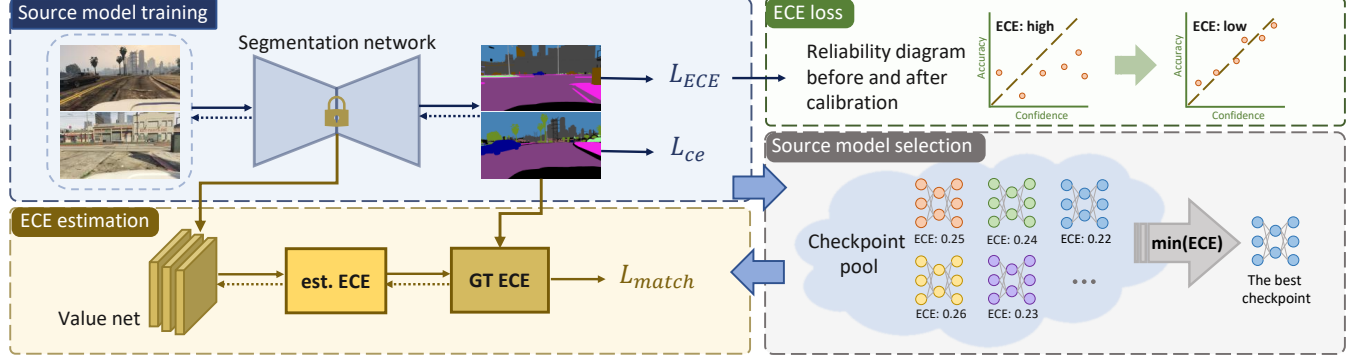 Source model training
Segmentation network
L_ECE
L_ce
ECE loss
Reliability diagram
before and after
calibration
Accuracy
ECE: high
Confidence
Accuracy
ECE: low
Confidence
ECE estimation
Value net
est. ECE
GT ECE
L_match
Source model selection
Checkpoint
pool
ECE: 0.25
ECE: 0.24
ECE: 0.22
ECE: 0.26
ECE: 0.23
...
min(ECE)
The best
checkpoint